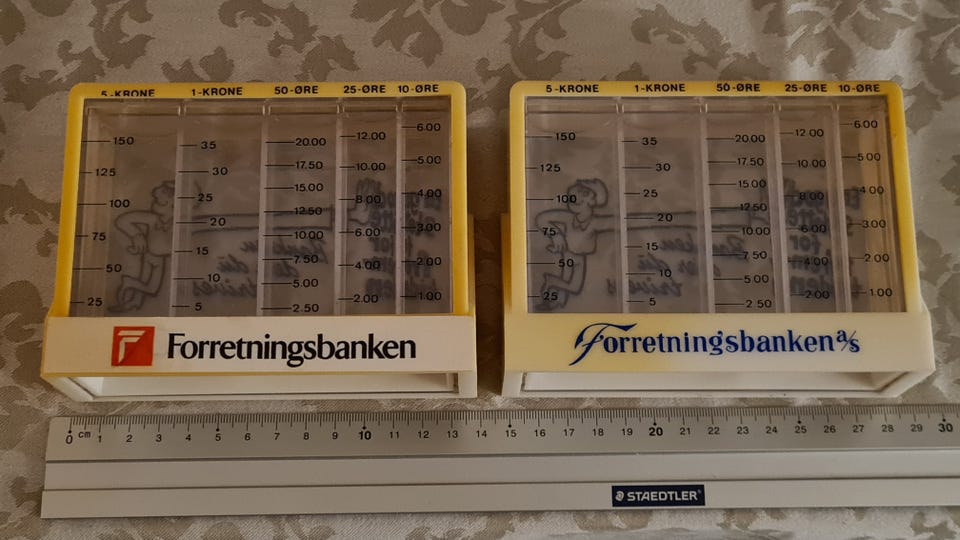 5-KRONE 1-KRONE 50-ØRE 25-ØRE 10-ØRE
150 125 100 75 50 25
35 30 25 20 15 10 5
20.00 17.50 15.00 12.50 10.00 7.50 5.00 2.50
12.00 10.00 8.00 6.00 4.00 2.00
6.00 5.00 4.00 3.00 2.00 1.00
F Forretningsbanken
5-KRONE 1-KRONE 50-ØRE 25-ØRE 10-ØRE
150 125 100 75 50 25
35 30 25 20 15 10 5
20.00 17.50 15.00 12.50 10.00 7.50 5.00 2.50
12.00 10.00 8.00 6.00 4.00 2.00
6.00 5.00 4.00 3.00 2.00 1.00
Forretningsbanken a/s
0 cm 1 2 3 4 5 6 7 8 9 10 11 12 13 14 15 16 17 18 19 20 21 22 23 24 25 26 27 28 29 30
STAEDTLER